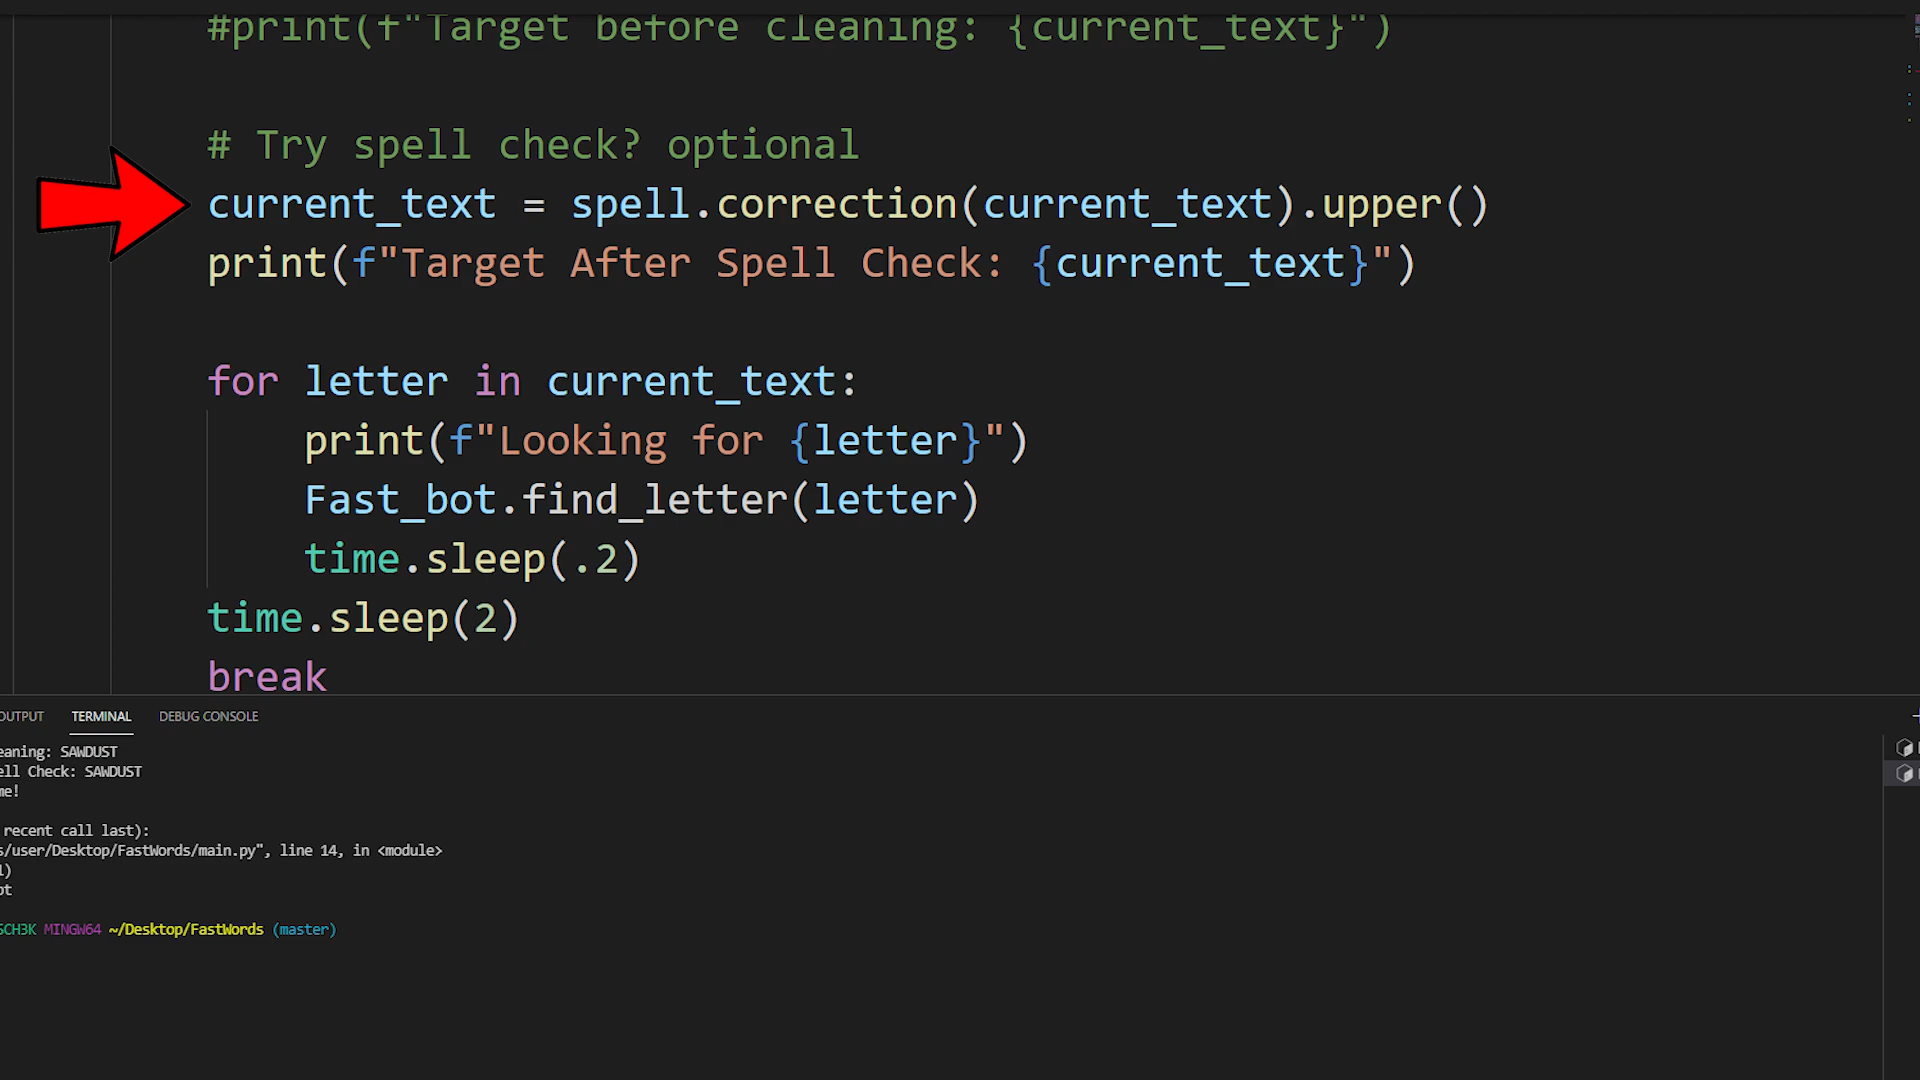 #print(f"Target before cleaning: {current_text}")
# Try spell check? optional
current_text = spell.correction(current_text).upper()
print(f"Target After Spell Check: {current_text}")
for letter in current_text:
print(f"Looking for {letter}")
Fast_bot.find_letter(letter)
time.sleep(.2)
time.sleep(2)
break
OUTPUT TERMINAL DEBUG CONSOLE
eaning: SAWDUST
ell Check: SAWDUST
me!
recent call last):
s/user/Desktop/FastWords/main.py", line 14, in <module>
)
pt
SCH3K MINGW64 ~/Desktop/FastWords (master)